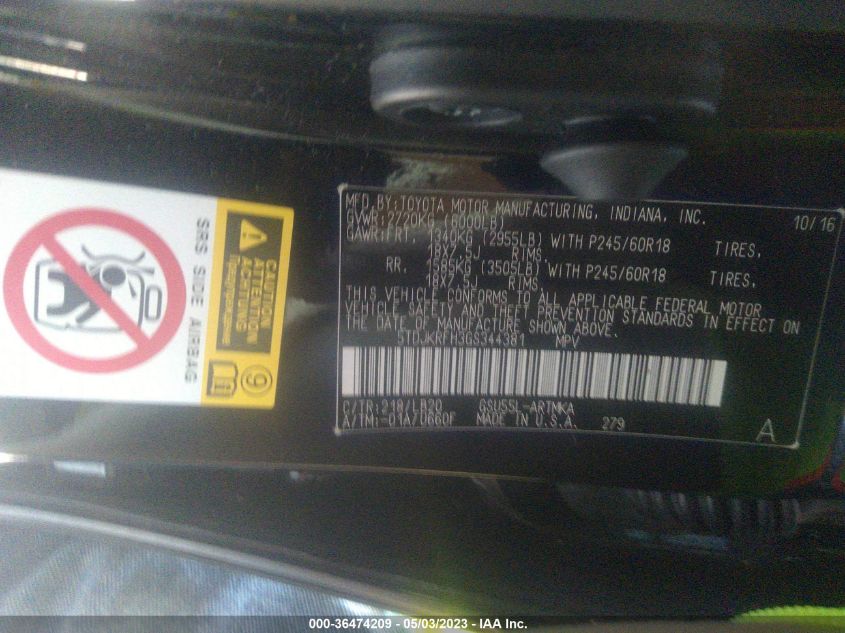 MFD.BY:TOYOTA MOTOR MANUFACTURING, INDIANA, INC. 10/16
GVWR:2720KG (6000LB)
GAWR:FRT. 1340KG (2955LB) WITH P245/60R18 TIRES,
18X7.5J RIMS,
RR. 1585KG (3505LB) WITH P245/60R18 TIRES,
18X7.5J RIMS,
THIS VEHICLE CONFORMS TO ALL APPLICABLE FEDERAL MOTOR
VEHICLE SAFETY AND THEFT PREVENTION STANDARDS IN EFFECT ON
THE DATE OF MANUFACTURE SHOWN ABOVE.
5TDJKRFH3GS344381 MPV
C/TR:218/LB20 GSU55L-ARTNKA
A/TM:-01A/U660F MADE IN U.S.A. 279 A
SRS SIDE AIRBAG
CAUTION
ATTENTION
ACHTUNG
9
000-36474209 - 05/03/2023 - IAA Inc.